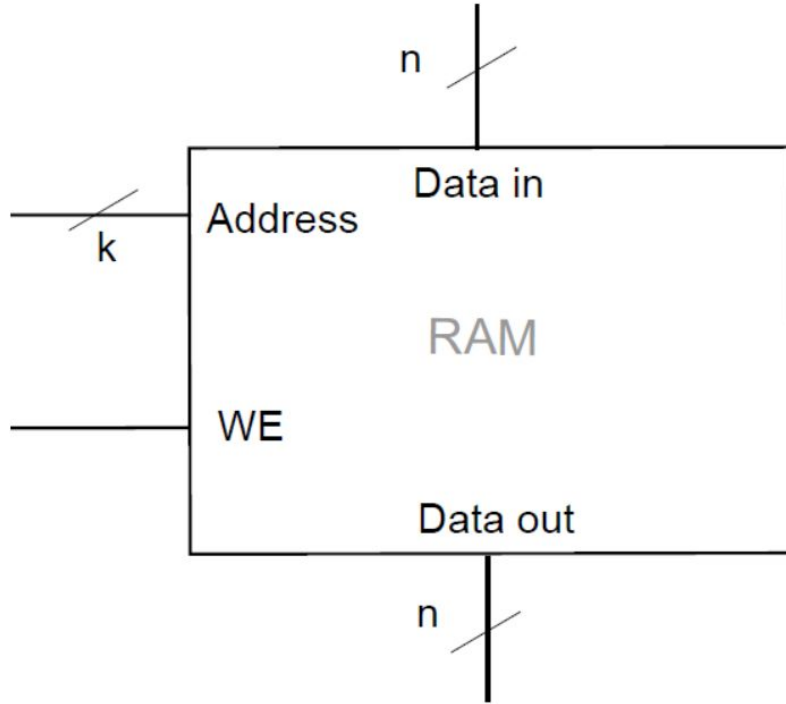 n
Data in
Address
k
RAM
WE
Data out
n